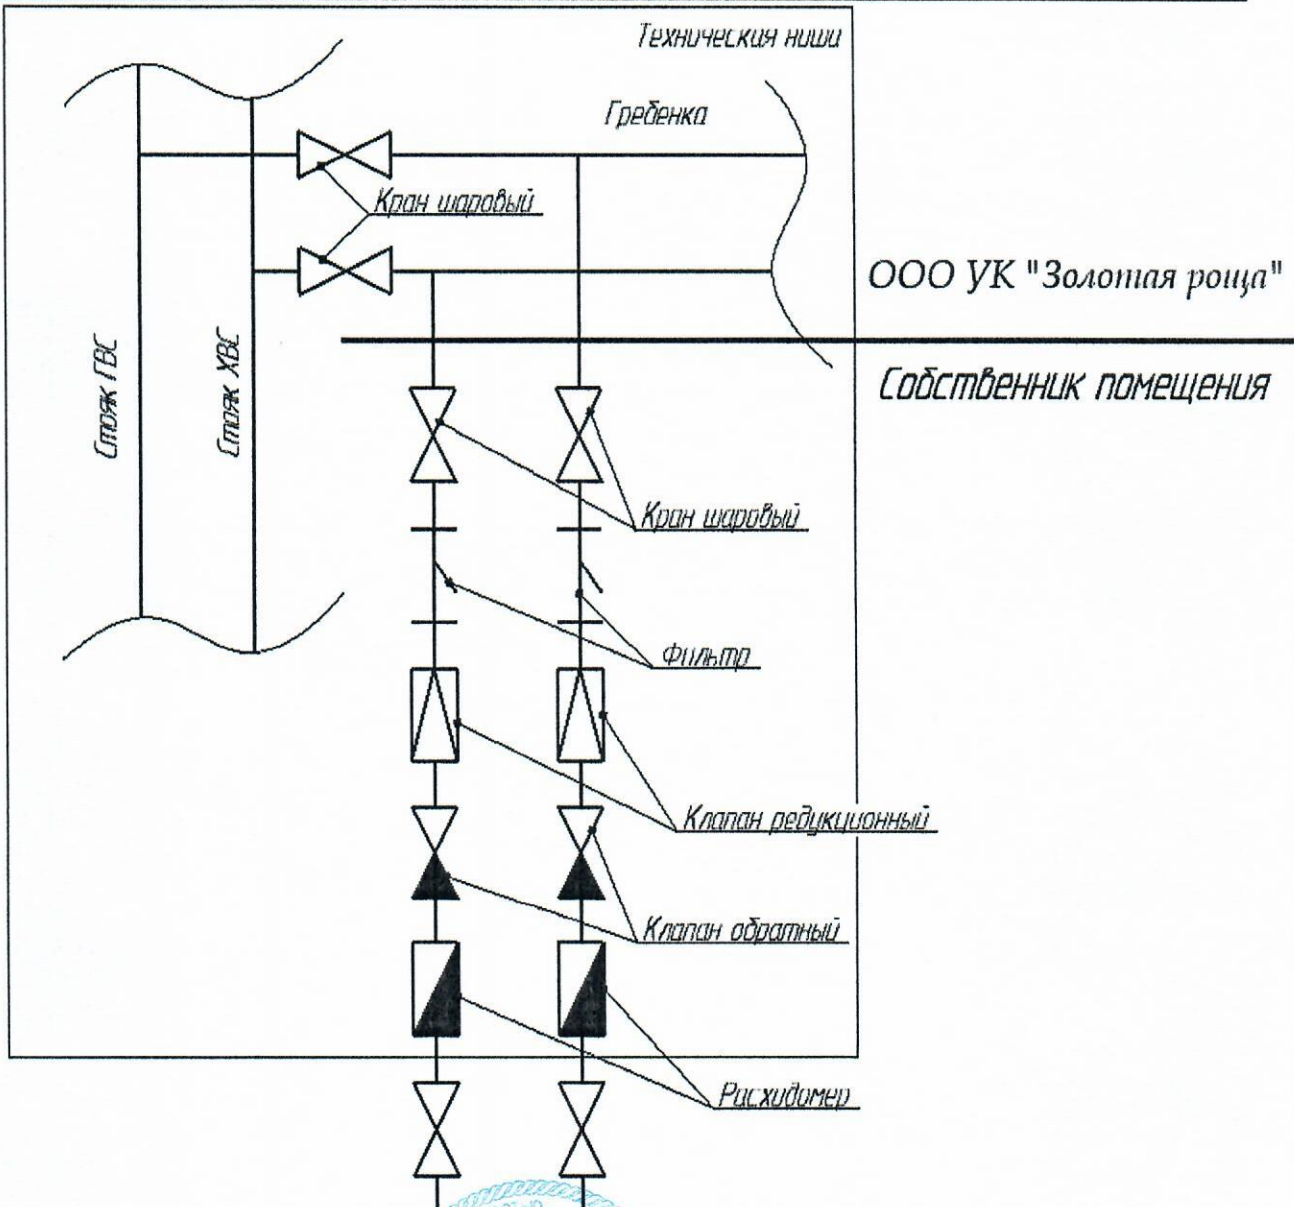 Техническия ниши
Гребенка
Кран шаровый
ООО УК "Золотая роща"
Стояк ГВС
Стояк ХВС
Собственник помещения
Кран шаровый
Фильтр
Клапан редукционный
Клапан обратный
Расходомер